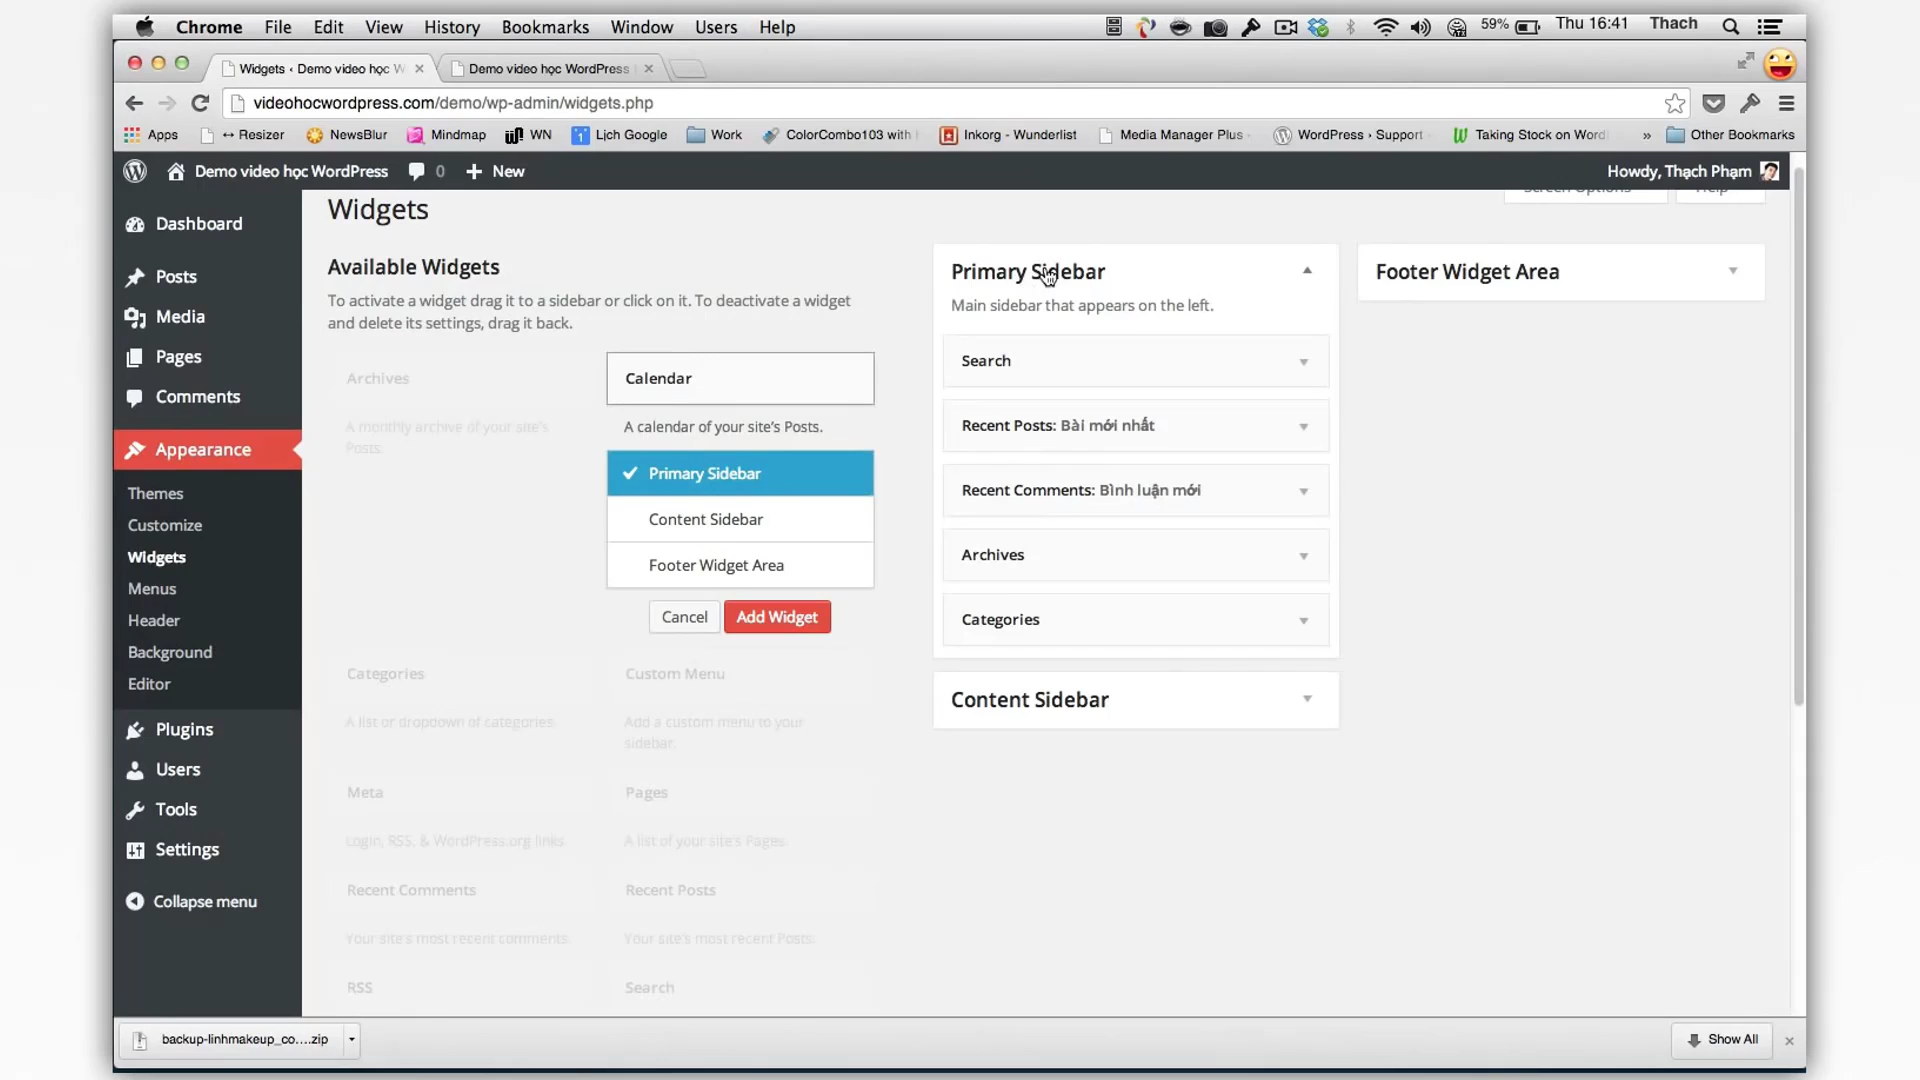 Chrome File Edit View History Bookmarks Window Users Help 59% Thu 16:41 Thach
Widgets ‹ Demo video học W Demo video học WordPress
videohocwordpress.com/demo/wp-admin/widgets.php
Apps ↔ Resizer NewsBlur Mindmap WN 1 Lịch Google Work ColorCombo103 with Inkorg - Wunderlist Media Manager Plus WordPress › Support Taking Stock on Word » Other Bookmarks
Demo video học WordPress 0 + New Howdy, Thạch Phạm
Screen Options Help
Widgets
Dashboard
Posts
Media
Pages
Comments
Appearance
Themes
Customize
Widgets
Menus
Header
Background
Editor
Plugins
Users
Tools
Settings
Collapse menu
Available Widgets
To activate a widget drag it to a sidebar or click on it. To deactivate a widget
and delete its settings, drag it back.
Archives
A monthly archive of your site's
Posts.
Calendar
A calendar of your site's Posts.
Primary Sidebar
Content Sidebar
Footer Widget Area
Cancel Add Widget
Categories Custom Menu
A list or dropdown of categories. Add a custom menu to your
sidebar.
Meta Pages
Login, RSS, & WordPress.org links. A list of your site's Pages.
Recent Comments Recent Posts
Your site's most recent comments. Your site's most recent Posts.
RSS Search
Primary Sidebar
Main sidebar that appears on the left.
Search
Recent Posts: Bài mới nhất
Recent Comments: Bình luận mới
Archives
Categories
Content Sidebar
Footer Widget Area
backup-linhmakeup_co....zip Show All